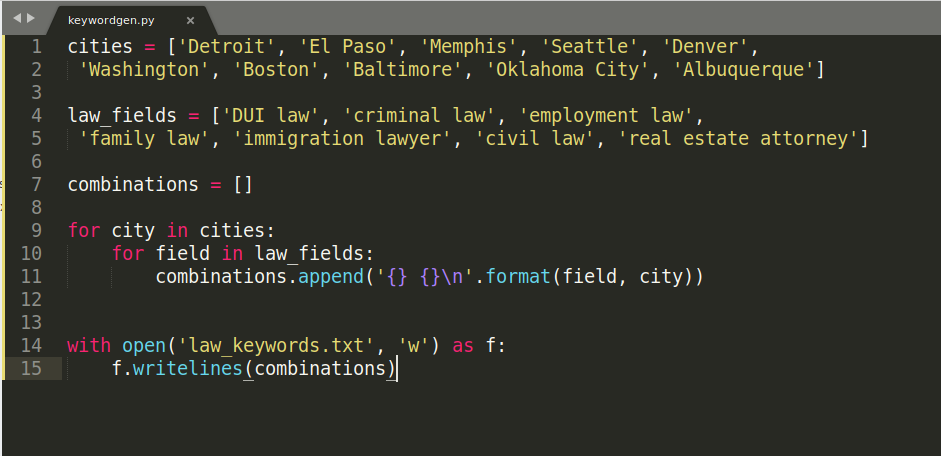 keywordgen.py ×
1 cities = ['Detroit', 'El Paso', 'Memphis', 'Seattle', 'Denver',
2  'Washington', 'Boston', 'Baltimore', 'Oklahoma City', 'Albuquerque']
3
4 law_fields = ['DUI law', 'criminal law', 'employment law',
5  'family law', 'immigration lawyer', 'civil law', 'real estate attorney']
6
7 combinations = []
8
9 for city in cities:
10     for field in law_fields:
11         combinations.append('{} {}\n'.format(field, city))
12
13
14 with open('law_keywords.txt', 'w') as f:
15     f.writelines(combinations)